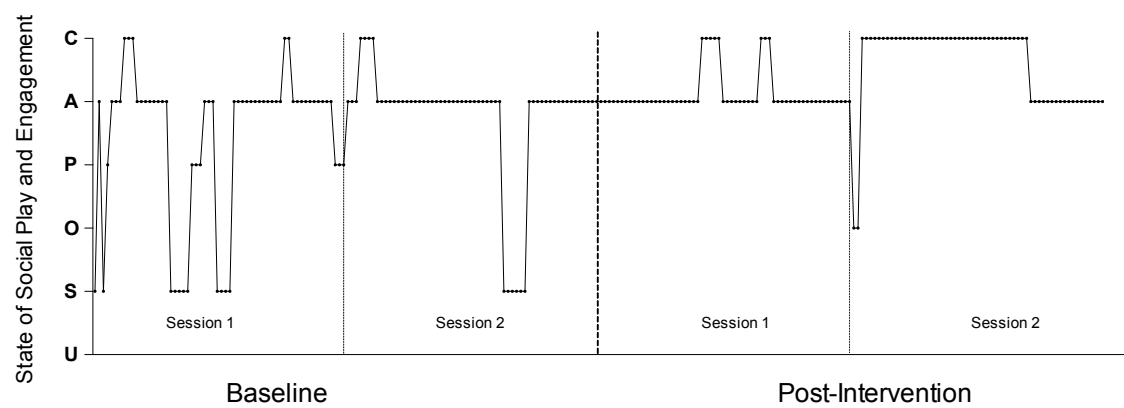 State of Social Play and Engagement
C
A
P
O
S
U
Session 1
Session 2
Session 1
Session 2
Baseline
Post-Intervention